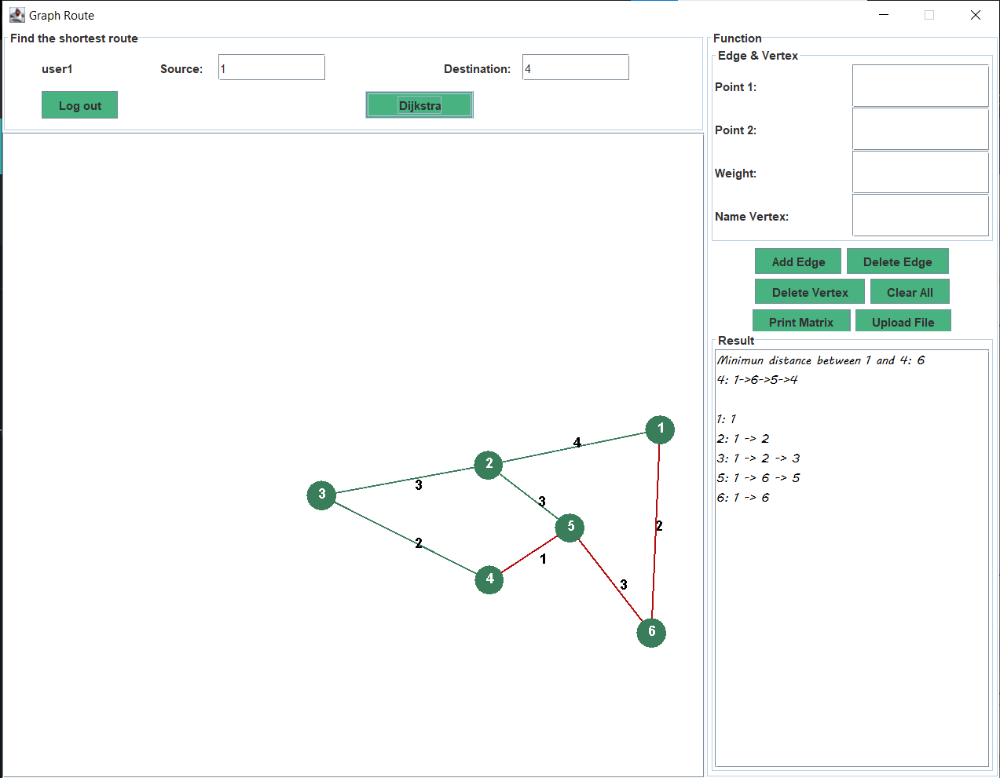 Graph Route
Find the shortest route
user1 Source: 1 Destination: 4
Log out Dijkstra
1
4
2
3
3
3
2
5
2
1
4
3
6
Function
Edge & Vertex
Point 1:
Point 2:
Weight:
Name Vertex:
Add Edge Delete Edge
Delete Vertex Clear All
Print Matrix Upload File
Result
Minimun distance between 1 and 4: 6
4: 1->6->5->4
1: 1
2: 1 -> 2
3: 1 -> 2 -> 3
5: 1 -> 6 -> 5
6: 1 -> 6